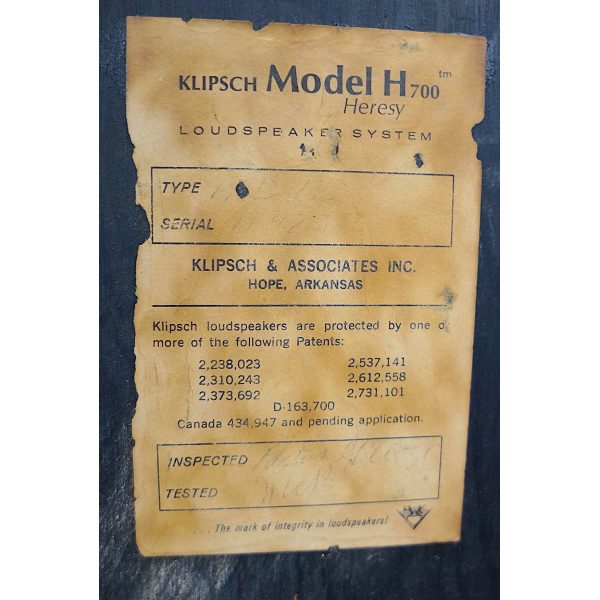 KLIPSCH Model H700™
Heresy
LOUDSPEAKER SYSTEM
TYPE
SERIAL
KLIPSCH & ASSOCIATES INC.
HOPE, ARKANSAS
Klipsch loudspeakers are protected by one o
more of the following Patents:
2,238,023 2,537,141
2,310,243 2,612,558
2,373,692 2,731,101
D-163,700
Canada 434,947 and pending application.
INSPECTED
TESTED
... The mark of integrity in loudspeakers!